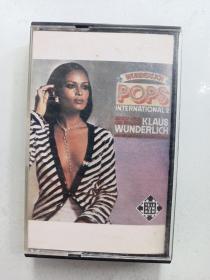 WUNDERLICH
POPS
INTERNATIONAL 2
KLAUS
WUNDERLICH